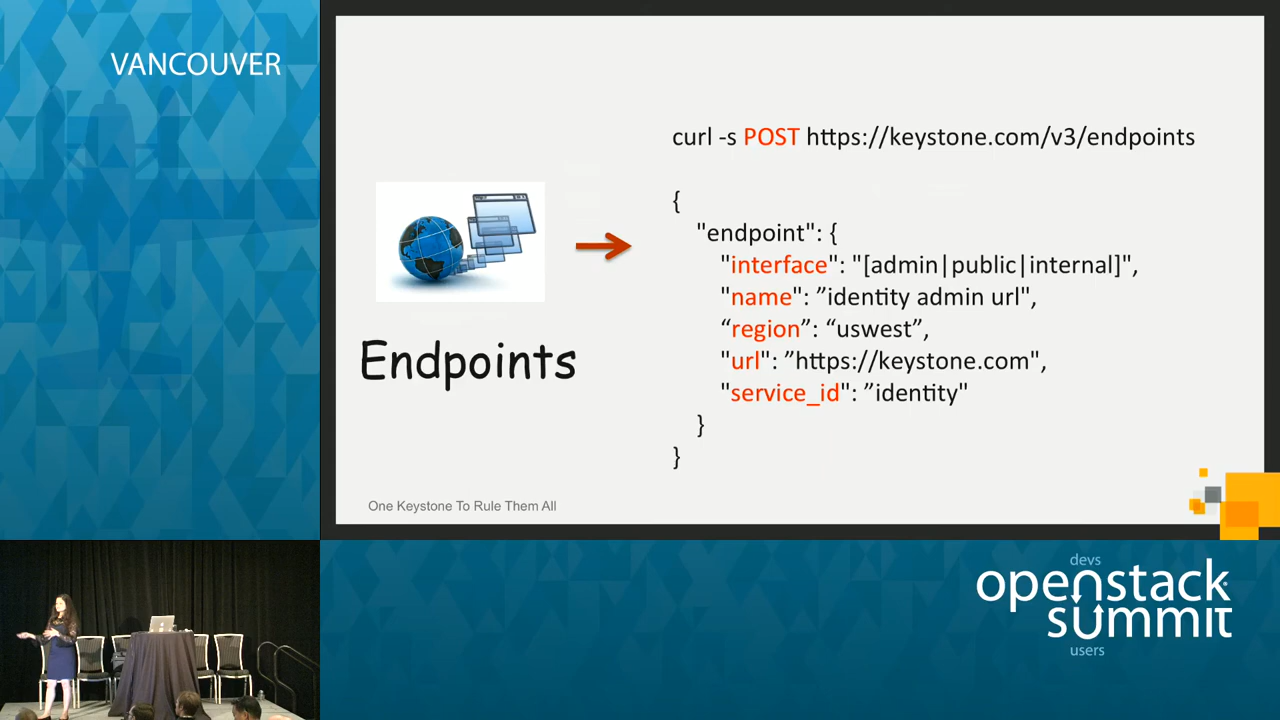 VANCOUVER
curl -s POST https://keystone.com/v3/endpoints
{
"endpoint": {
"interface": "[admin|public|internal]",
"name": ”identity admin url",
“region”: “uswest”,
"url": ”https://keystone.com",
"service_id": ”identity"
}
}
Endpoints
One Keystone To Rule Them All
devs
openstack
summit
users